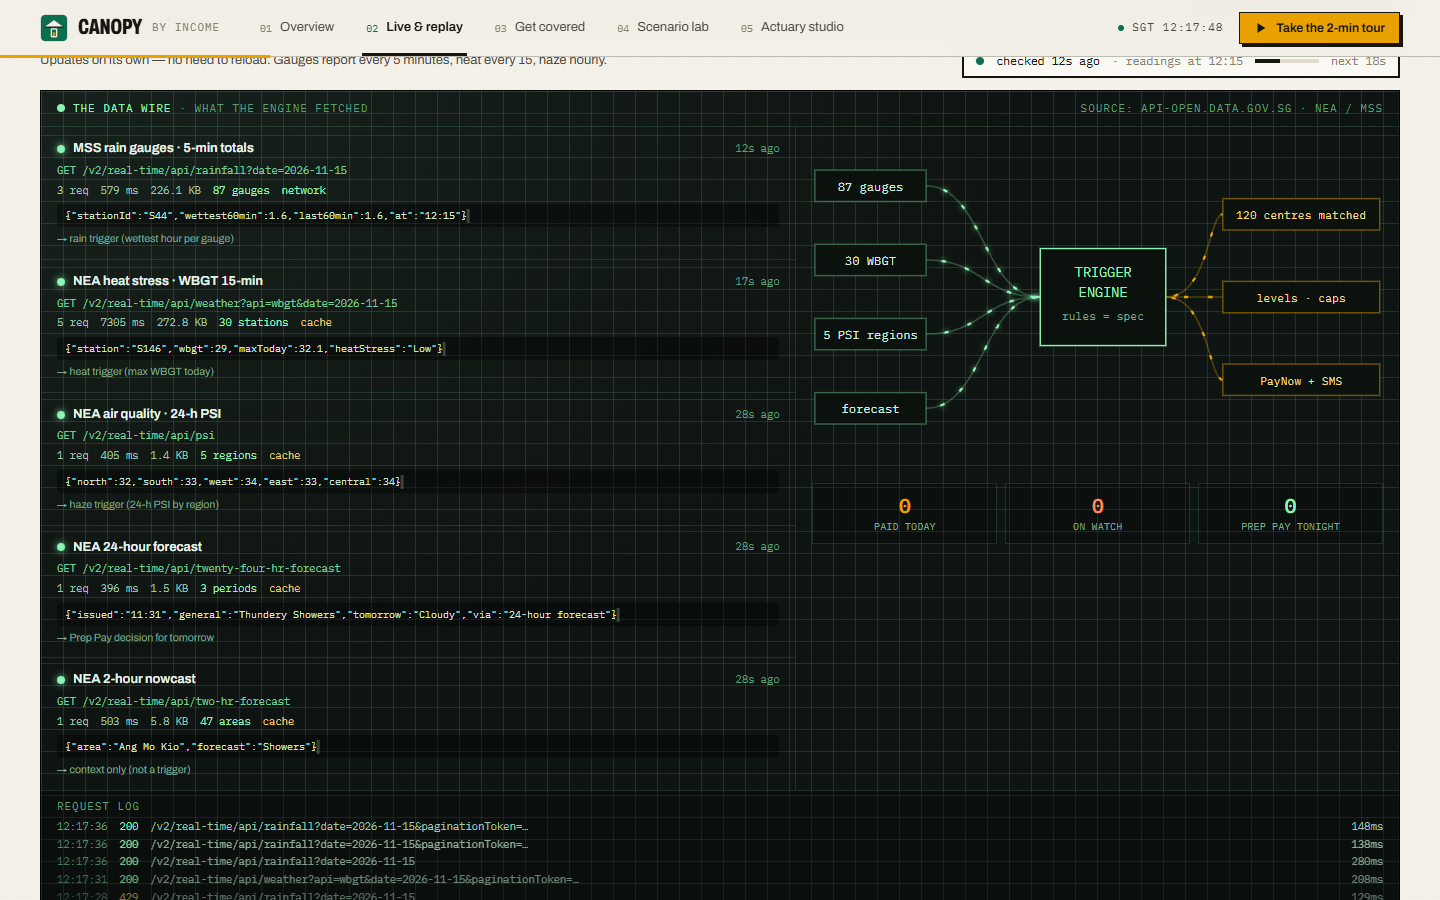 CANOPY BY INCOME
01 Overview
02 Live & replay
03 Get covered
04 Scenario lab
05 Actuary studio
SGT 12:17:48
Take the 2-min tour
Updates on its own — no need to reload. Gauges report every 5 minutes, heat every 15, haze hourly.
checked 12s ago · readings at 12:15 next 18s
THE DATA WIRE · WHAT THE ENGINE FETCHED
SOURCE: API-OPEN.DATA.GOV.SG · NEA / MSS
MSS rain gauges · 5-min totals 12s ago
GET /v2/real-time/api/rainfall?date=2026-11-15
3 req 579 ms 226.1 KB 87 gauges network
{"stationId":"S44","wettest60min":1.6,"last60min":1.6,"at":"12:15"}
→ rain trigger (wettest hour per gauge)
NEA heat stress · WBGT 15-min 17s ago
GET /v2/real-time/api/weather?api=wbgt&date=2026-11-15
5 req 7305 ms 272.8 KB 30 stations cache
{"station":"S146","wbgt":29,"maxToday":32.1,"heatStress":"Low"}
→ heat trigger (max WBGT today)
NEA air quality · 24-h PSI 28s ago
GET /v2/real-time/api/psi
1 req 405 ms 1.4 KB 5 regions cache
{"north":32,"south":33,"west":34,"east":33,"central":34}
→ haze trigger (24-h PSI by region)
NEA 24-hour forecast 28s ago
GET /v2/real-time/api/twenty-four-hr-forecast
1 req 396 ms 1.5 KB 3 periods cache
{"issued":"11:31","general":"Thundery Showers","tomorrow":"Cloudy","via":"24-hour forecast"}
→ Prep Pay decision for tomorrow
NEA 2-hour nowcast 28s ago
GET /v2/real-time/api/two-hr-forecast
1 req 503 ms 5.8 KB 47 areas cache
{"area":"Ang Mo Kio","forecast":"Showers"}
→ context only (not a trigger)
87 gauges
30 WBGT
5 PSI regions
forecast
TRIGGER
ENGINE
rules = spec
120 centres matched
levels · caps
PayNow + SMS
0
PAID TODAY
0
ON WATCH
0
PREP PAY TONIGHT
REQUEST LOG
12:17:36 200 /v2/real-time/api/rainfall?date=2026-11-15&paginationToken=… 148ms
12:17:36 200 /v2/real-time/api/rainfall?date=2026-11-15&paginationToken=… 138ms
12:17:36 200 /v2/real-time/api/rainfall?date=2026-11-15 280ms
12:17:31 200 /v2/real-time/api/weather?api=wbgt&date=2026-11-15&paginationToken=… 208ms
12:17:28 429 /v2/real-time/api/rainfall?date=2026-11-15 129ms